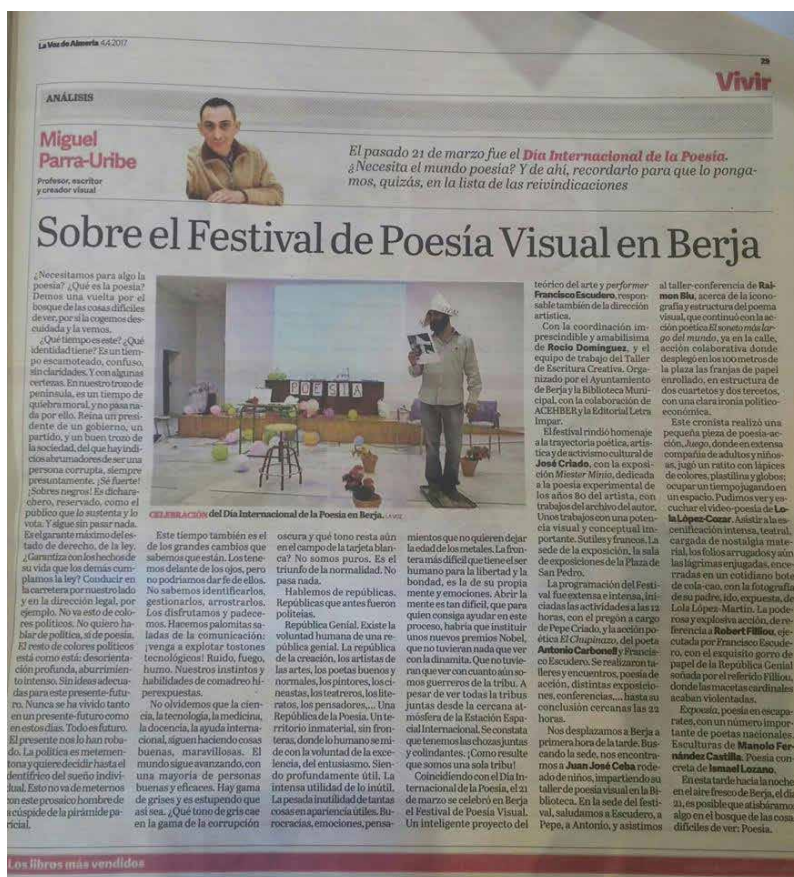 La Voz de Almería 4.4.2017
29
Vivir
ANÁLISIS
Miguel
Parra-Uribe
Profesor, escritor
y creador visual
El pasado 21 de marzo fue el Día Internacional de la Poesía.
¿Necesita el mundo poesía? Y de ahí, recordarlo para que lo ponga-
mos, quizás, en la lista de las reivindicaciones
Sobre el Festival de Poesía Visual en Berja
¿Necesitamos para algo la
poesía? ¿Qué es la poesía?
Demos una vuelta por el
bosque de las cosas difíciles
de ver, por si la cogemos des-
cuidada y la vemos.
¿Qué tiempo es este? ¿Qué
identidad tiene? Es un tiem-
po escamoteado, confuso,
sin claridades. Y con algunas
certezas. En nuestro trozo de
península, es un tiempo de
quiebra moral, y no pasa na-
da por ello. Reina un presi-
dente de un gobierno, un
partido, y un buen trozo de
la sociedad, del que hay indi-
cios abrumadores de ser una
persona corrupta, siempre
presuntamente. ¡Sé fuerte!
¡Sobres negros! Es dichara-
chero, reservado, como el
público que lo sustenta y lo
vota. Y sigue sin pasar nada.
Es el garante máximo del es-
tado de derecho, de la ley.
¿Garantiza con los hechos de
su vida que los demás cum-
plamos la ley? Conducir en
la carretera por nuestro lado
y en la dirección legal, por
ejemplo. No va esto de colo-
res políticos. No quiero ha-
blar de política, sí de poesía.
El resto de colores políticos
está como está: desorienta-
ción profunda, aburrimien-
to intenso. Sin ideas adecua-
das para este presente-futu-
ro. Nunca se ha vivido tanto
en un presente-futuro como
en estos días. Todo es futuro.
El presente nos lo han roba-
do. La política es metemen-
tona y quiere decidir hasta el
dentífrico del sueño indivi-
dual. Esto no va de meternos
con este prosaico hombre de
a cúspide de la pirámide pa-
ricial.
POESIA
CELEBRACIÓN del Día Internacional de la Poesía en Berja. LA VOZ
Este tiempo también es el
de los grandes cambios que
sabemos que están. Los tene-
mos delante de los ojos, pero
no podríamos dar fe de ellos.
No sabemos identificarlos,
gestionarlos, arrostrarlos.
Los disfrutamos y padece-
mos. Hacemos palomitas sa-
ladas de la comunicación:
¡venga a explotar tostones
tecnológicos! Ruido, fuego,
humo. Nuestros instintos y
habilidades de comadreo hi-
perexpuestas.
No olvidemos que la cien-
cia, la tecnología, la medicina,
la docencia, la ayuda interna-
cional, siguen haciendo cosas
buenas, maravillosas. El
mundo sigue avanzando, con
una mayoría de personas
buenas y eficaces. Hay gama
de grises y es estupendo que
así sea. ¿Qué tono de gris cae
en la gama de la corrupción
oscura y qué tono resta aún
en el campo de la tarjeta blan-
ca? No somos puros. Es el
triunfo de la normalidad. No
pasa nada.
Hablemos de repúblicas.
Repúblicas que antes fueron
politeias.
República Genial. Existe la
voluntad humana de una re-
pública genial. La república
de la creación, los artistas de
las artes, los poetas buenos y
normales, los pintores, los ci-
neastas, los teatreros, los lite-
ratos, los pensadores,... Una
República de la Poesía. Un te-
rritorio inmaterial, sin fron-
teras, donde lo humano se mi-
de con la voluntad de la exce-
lencia, del entusiasmo. Sien-
do profundamente útil. La
intensa utilidad de lo inútil.
La pesada inutilidad de tantas
cosas en apariencia útiles. Bu-
rocracias, emociones, pensa-
mientos que no quieren dejar
la edad de los metales. La fron-
tera más difícil que tiene el ser
humano para la libertad y la
bondad, es la de su propia
mente y emociones. Abrir la
mente es tan difícil, que para
quien consiga ayudar en este
proceso, habría que instituir
unos nuevos premios Nobel,
que no tuvieran nada que ver
con la dinamita. Que no tuvie-
ran que ver con cuanto aún so-
mos guerreros de la tribu. A
pesar de ver todas la tribus
juntas desde la cercana at-
mósfera de la Estación Espa-
cial Internacional. Se constata
que tenemos las chozas juntas
y colindantes. ¡Como resulte
que somos una sola tribu!
Coincidiendo con el Día In-
ternacional de la Poesía, el 21
de marzo se celebró en Berja
el Festival de Poesía Visual.
Un inteligente proyecto del
teórico del arte y performer
Francisco Escudero, respon-
sable también de la dirección
artística.
Con la coordinación im-
prescindible y amabilísima
de Rocío Domínguez, y el
equipo de trabajo del Taller
de Escritura Creativa. Orga-
nizado por el Ayuntamiento
de Berja y la Biblioteca Muni-
cipal, con la colaboración de
ACEHBER y la Editorial Letra
Impar.
El festival rindió homenaje
a la trayectoria poética, artís-
tica y de activismo cultural de
José Criado, con la exposi-
ción Miester Minio, dedicada
a la poesía experimental de
los años 80 del artista, con
trabajos del archivo del autor.
Unos trabajos con una poten-
cia visual y conceptual im-
portante. Sutiles y francos. La
sede de la exposición, la sala
de exposiciones de la Plaza de
San Pedro.
La programación del Festi-
val fue extensa e intensa, ini-
ciadas las actividades a las 12
horas, con el pregón a cargo
de Pepe Criado, y la acción po-
ética El Chupinazo, del poeta
Antonio Carbonell y Francis-
co Escudero. Se realizaron ta-
lleres y encuentros, poesía de
acción, distintas exposicio-
nes, conferencias,... hasta su
conclusión cercanas las 22
horas.
Nos desplazamos a Berja a
primera hora de la tarde. Bus-
cando la sede, nos encontra-
mos a Juan José Ceba rode-
ado de niños, impartiendo su
taller de poesía visual en la Bi-
blioteca. En la sede del festi-
val, saludamos a Escudero, a
Pepe, a Antonio, y asistimos
al taller-conferencia de Rai-
mon Blu, acerca de la icono-
grafía y estructura del poema
visual, que continuó con la ac-
ción poética El soneto más lar-
go del mundo, ya en la calle,
acción colaborativa donde
desplegó en los 100 metros de
la plaza las franjas de papel
enrollado, en estructura de
dos cuartetos y dos tercetos,
con una clara ironía político-
económica.
Este cronista realizó una
pequeña pieza de poesía-ac-
ción, Juego, donde en extensa
compañía de adultos y niños-
as, jugó un ratito con lápices
de colores, plastilina y globos;
ocupar un tiempo jugando en
un espacio. Pudimos ver y es-
cuchar el video-poesía de Lo-
la López-Cozar. Asistir a la es-
cenificación intensa, teatral,
cargada de nostalgia mate-
rial, los folios arrugados y aún
las lágrimas enjugadas, ence-
rradas en un cotidiano bote
de cola-cao, con la fotografía
de su padre, ido, expuesta, de
Lola López-Martín. La pode-
rosa y explosiva acción, de re-
ferencia a Robert Filliou, eje-
cutada por Francisco Escude-
ro, con el exquisito gorro de
papel de la República Genial
soñada por el referido Filliou,
donde las macetas cardinales
acaban violentadas.
Expoesía, poesía en escapa-
rates, con un número impor-
tante de poetas nacionales.
Esculturas de Manolo Fer-
nández Castilla. Poesía con-
creta de Ismael Lozano.
En esta tarde hacia la noche
en el aire fresco de Berja, el día
21, es posible que atisbáramos
algo en el bosque de las cosas
difíciles de ver: Poesía.
Los libros más vendidos